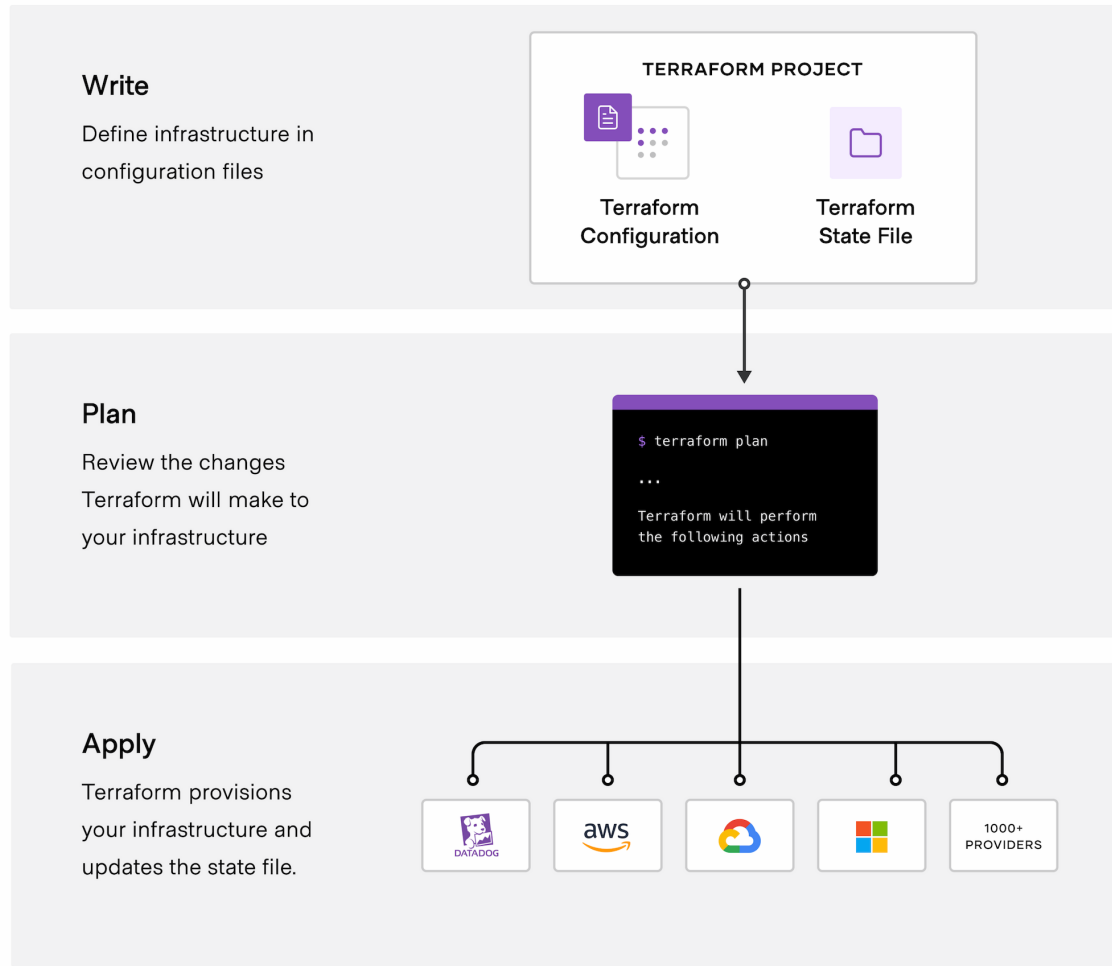 Write
Define infrastructure in
configuration files
TERRAFORM PROJECT
Terraform
Configuration
Terraform
State File
Plan
Review the changes
Terraform will make to
your infrastructure
$ terraform plan
...
Terraform will perform
the following actions
Apply
Terraform provisions
your infrastructure and
updates the state file.
DATADOG
aws
1000+
PROVIDERS